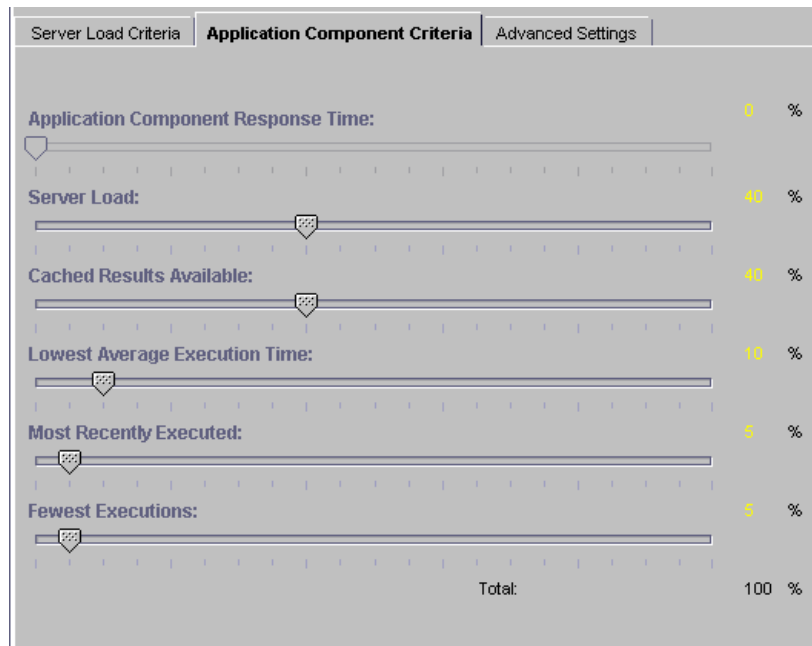 Server Load Criteria Application Component Criteria Advanced Settings
Application Component Response Time: 0 %
Server Load: 40 %
Cached Results Available: 40 %
Lowest Average Execution Time: 10 %
Most Recently Executed: 5 %
Fewest Executions: 5 %
Total: 100 %